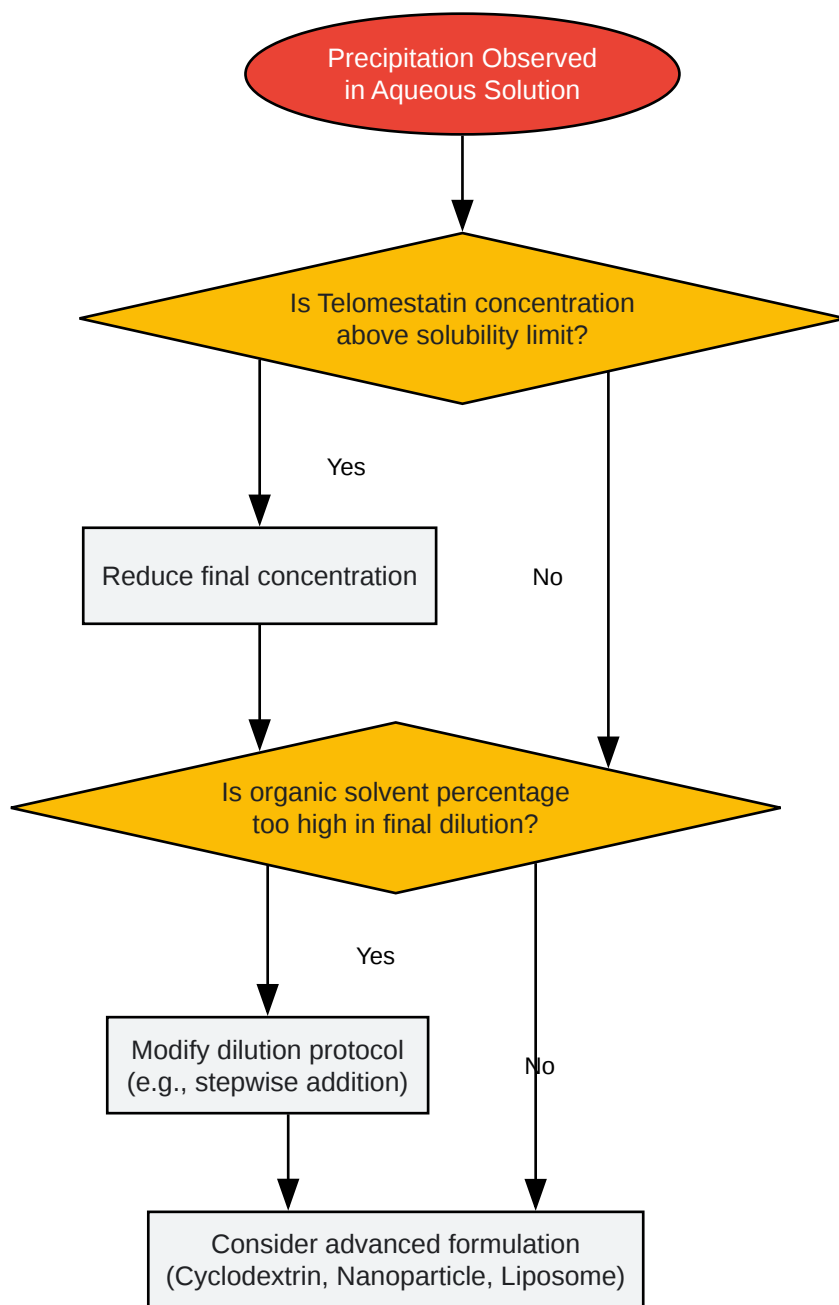 Precipitation Observed
in Aqueous Solution
Is Telomestatin concentration
above solubility limit?
Yes
Reduce final concentration
No
Is organic solvent percentage
too high in final dilution?
Yes
Modify dilution protocol
(e.g., stepwise addition)
No
Consider advanced formulation
(Cyclodextrin, Nanoparticle, Liposome)